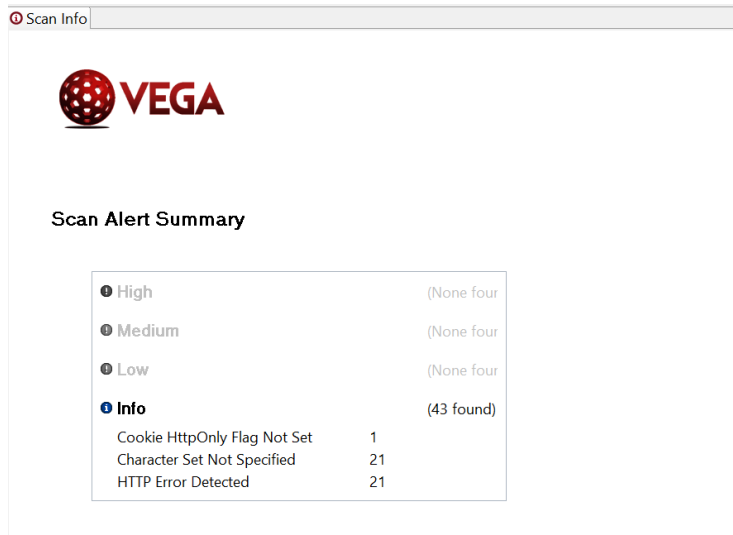 Scan Info
VEGA
Scan Alert Summary
High (None four
Medium (None four
Low (None four
Info (43 found)
Cookie HttpOnly Flag Not Set 1
Character Set Not Specified 21
HTTP Error Detected 21